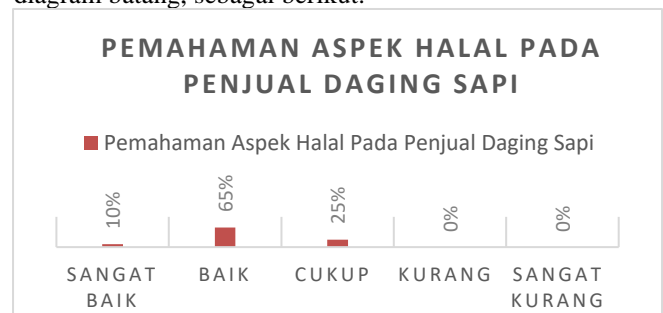 diagram batang, sebagai berikut:
PEMAHAMAN ASPEK HALAL PADA
PENJUAL DAGING SAPI
Pemahaman Aspek Halal Pada Penjual Daging Sapi
10%
65%
25%
0%
0%
SANGAT BAIK
BAIK
CUKUP
KURANG
SANGAT KURANG